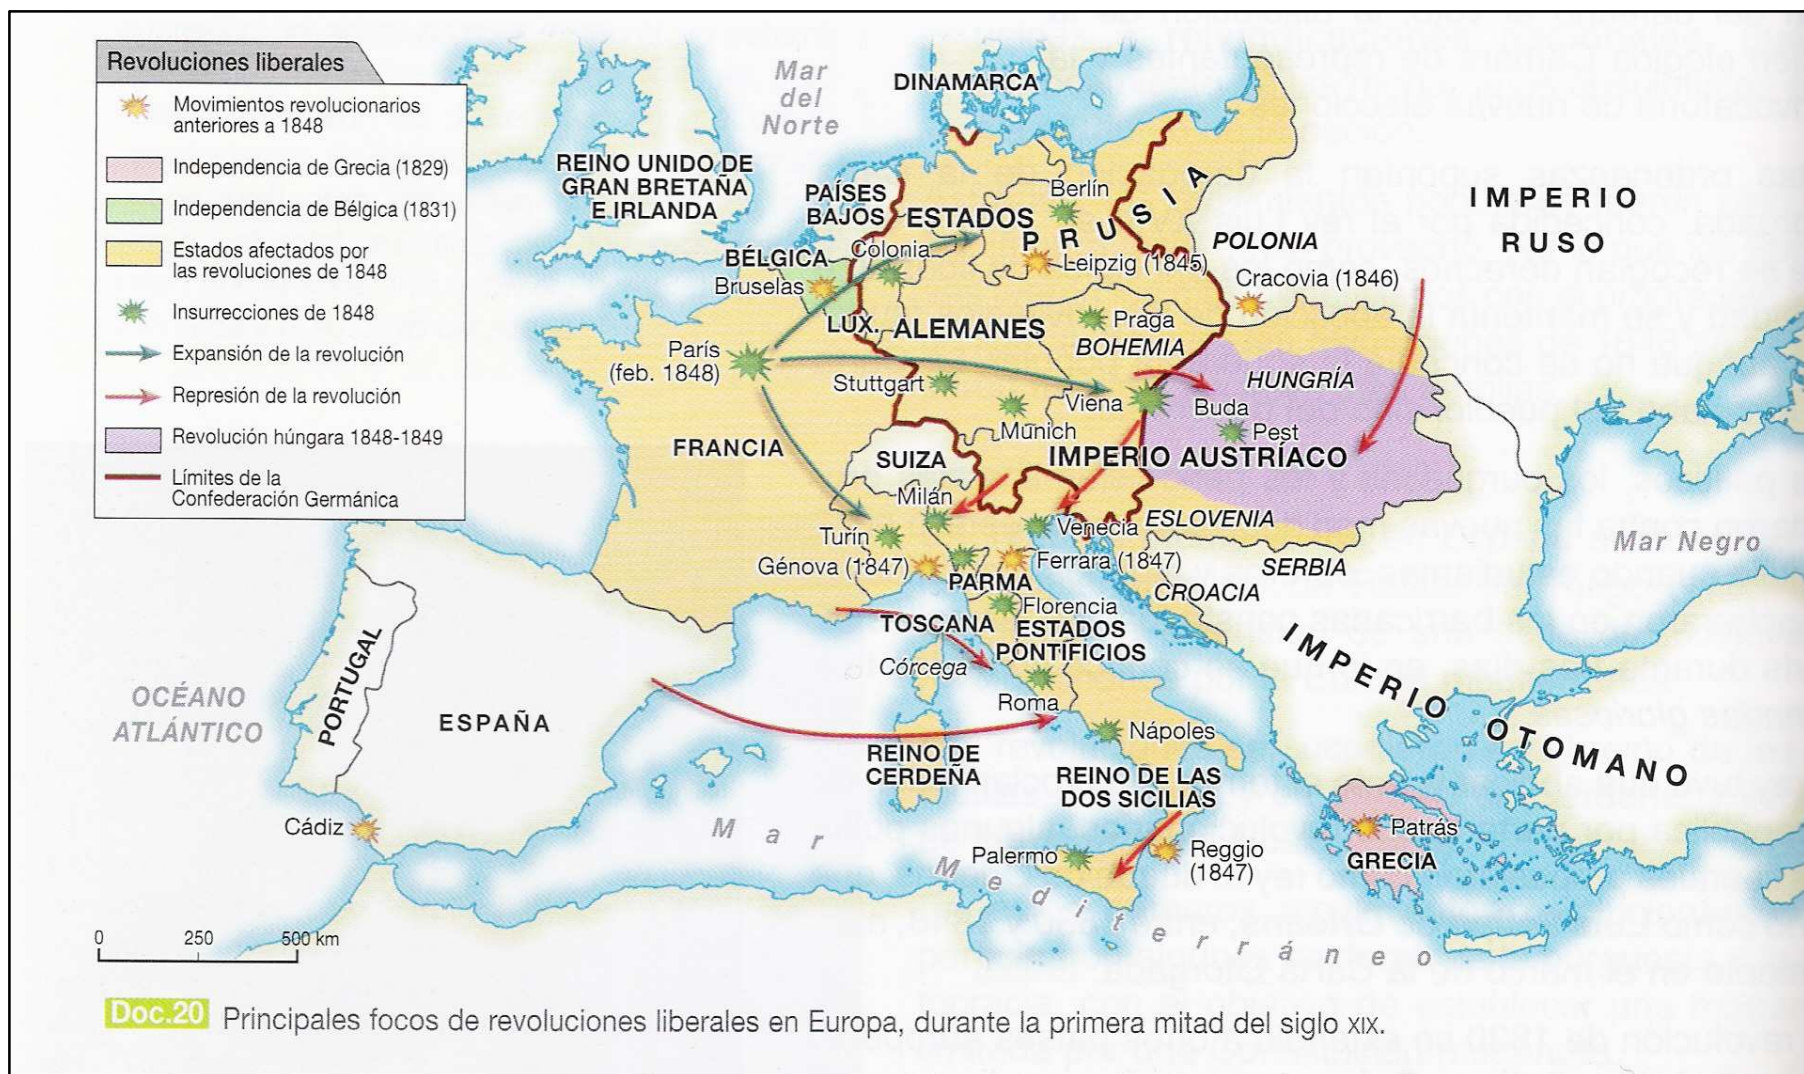 Revoluciones liberales
Movimientos revolucionarios
anteriores a 1848
Independencia de Grecia (1829)
Independencia de Bélgica (1831)
Estados afectados por
las revoluciones de 1848
Insurrecciones de 1848
Expansión de la revolución
Represión de la revolución
Revolución húngara 1848-1849
Límites de la
Confederación Germánica
Mar
del
Norte
DINAMARCA
REINO UNIDO DE
GRAN BRETAÑA
E IRLANDA
PAÍSES
BAJOS
ESTADOS
Berlín
PRUSIA
IMPERIO
RUSO
POLONIA
Cracovia (1846)
Colonia
BÉLGICA
Bruselas
Leipzig (1845)
LUX.
ALEMANES
Praga
BOHEMIA
París
(feb. 1848)
Stuttgart
Viena
HUNGRÍA
Buda
Pest
Múnich
FRANCIA
SUIZA
IMPERIO AUSTRÍACO
Milán
Turín
Venecia
ESLOVENIA
Génova (1847)
Ferrara (1847)
SERBIA
PARMA
CROACIA
Mar Negro
Florencia
TOSCANA
ESTADOS
PONTIFICIOS
Córcega
Roma
IMPERIO OTOMANO
OCÉANO
ATLÁNTICO
PORTUGAL
ESPAÑA
Nápoles
REINO DE
CERDEÑA
REINO DE LAS
DOS SICILIAS
Cádiz
Mar Mediterráneo
Palermo
Reggio
(1847)
Patrás
GRECIA
0 250 500 km
Doc.20 Principales focos de revoluciones liberales en Europa, durante la primera mitad del siglo XIX.